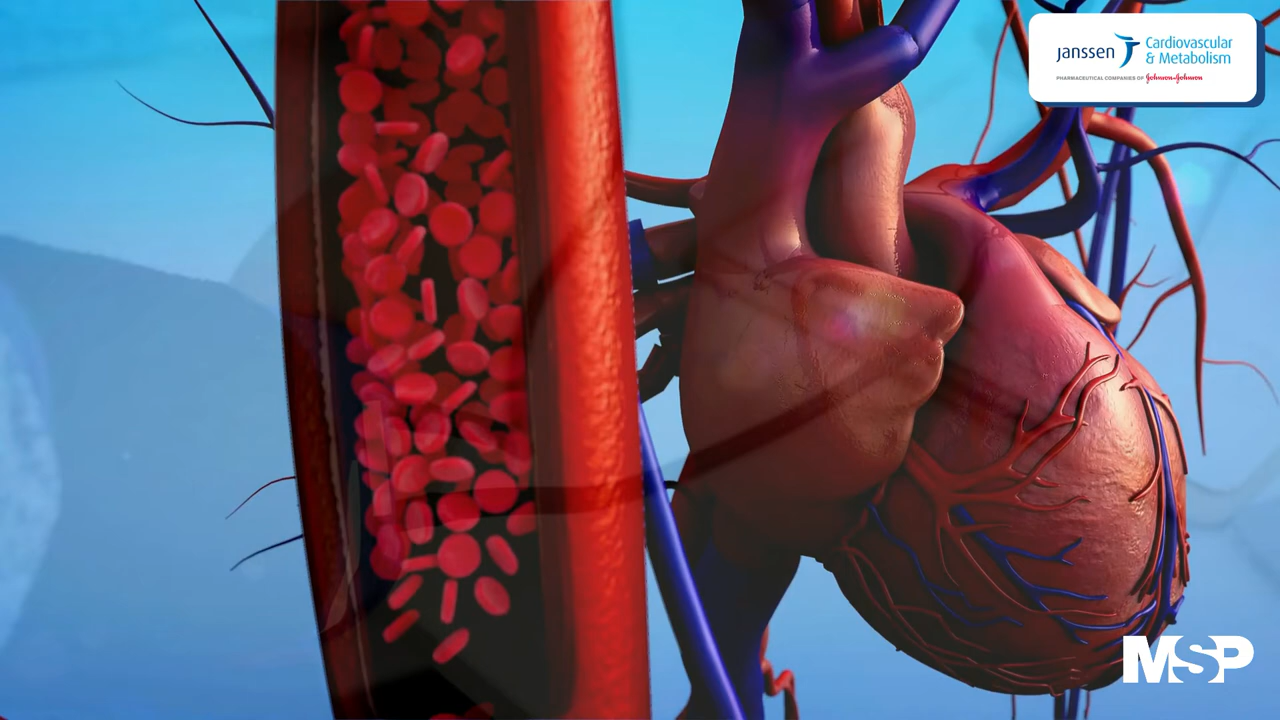 Janssen
Cardiovascular
& Metabolism
PHARMACEUTICAL COMPANIES OF Johnson & Johnson
MSP